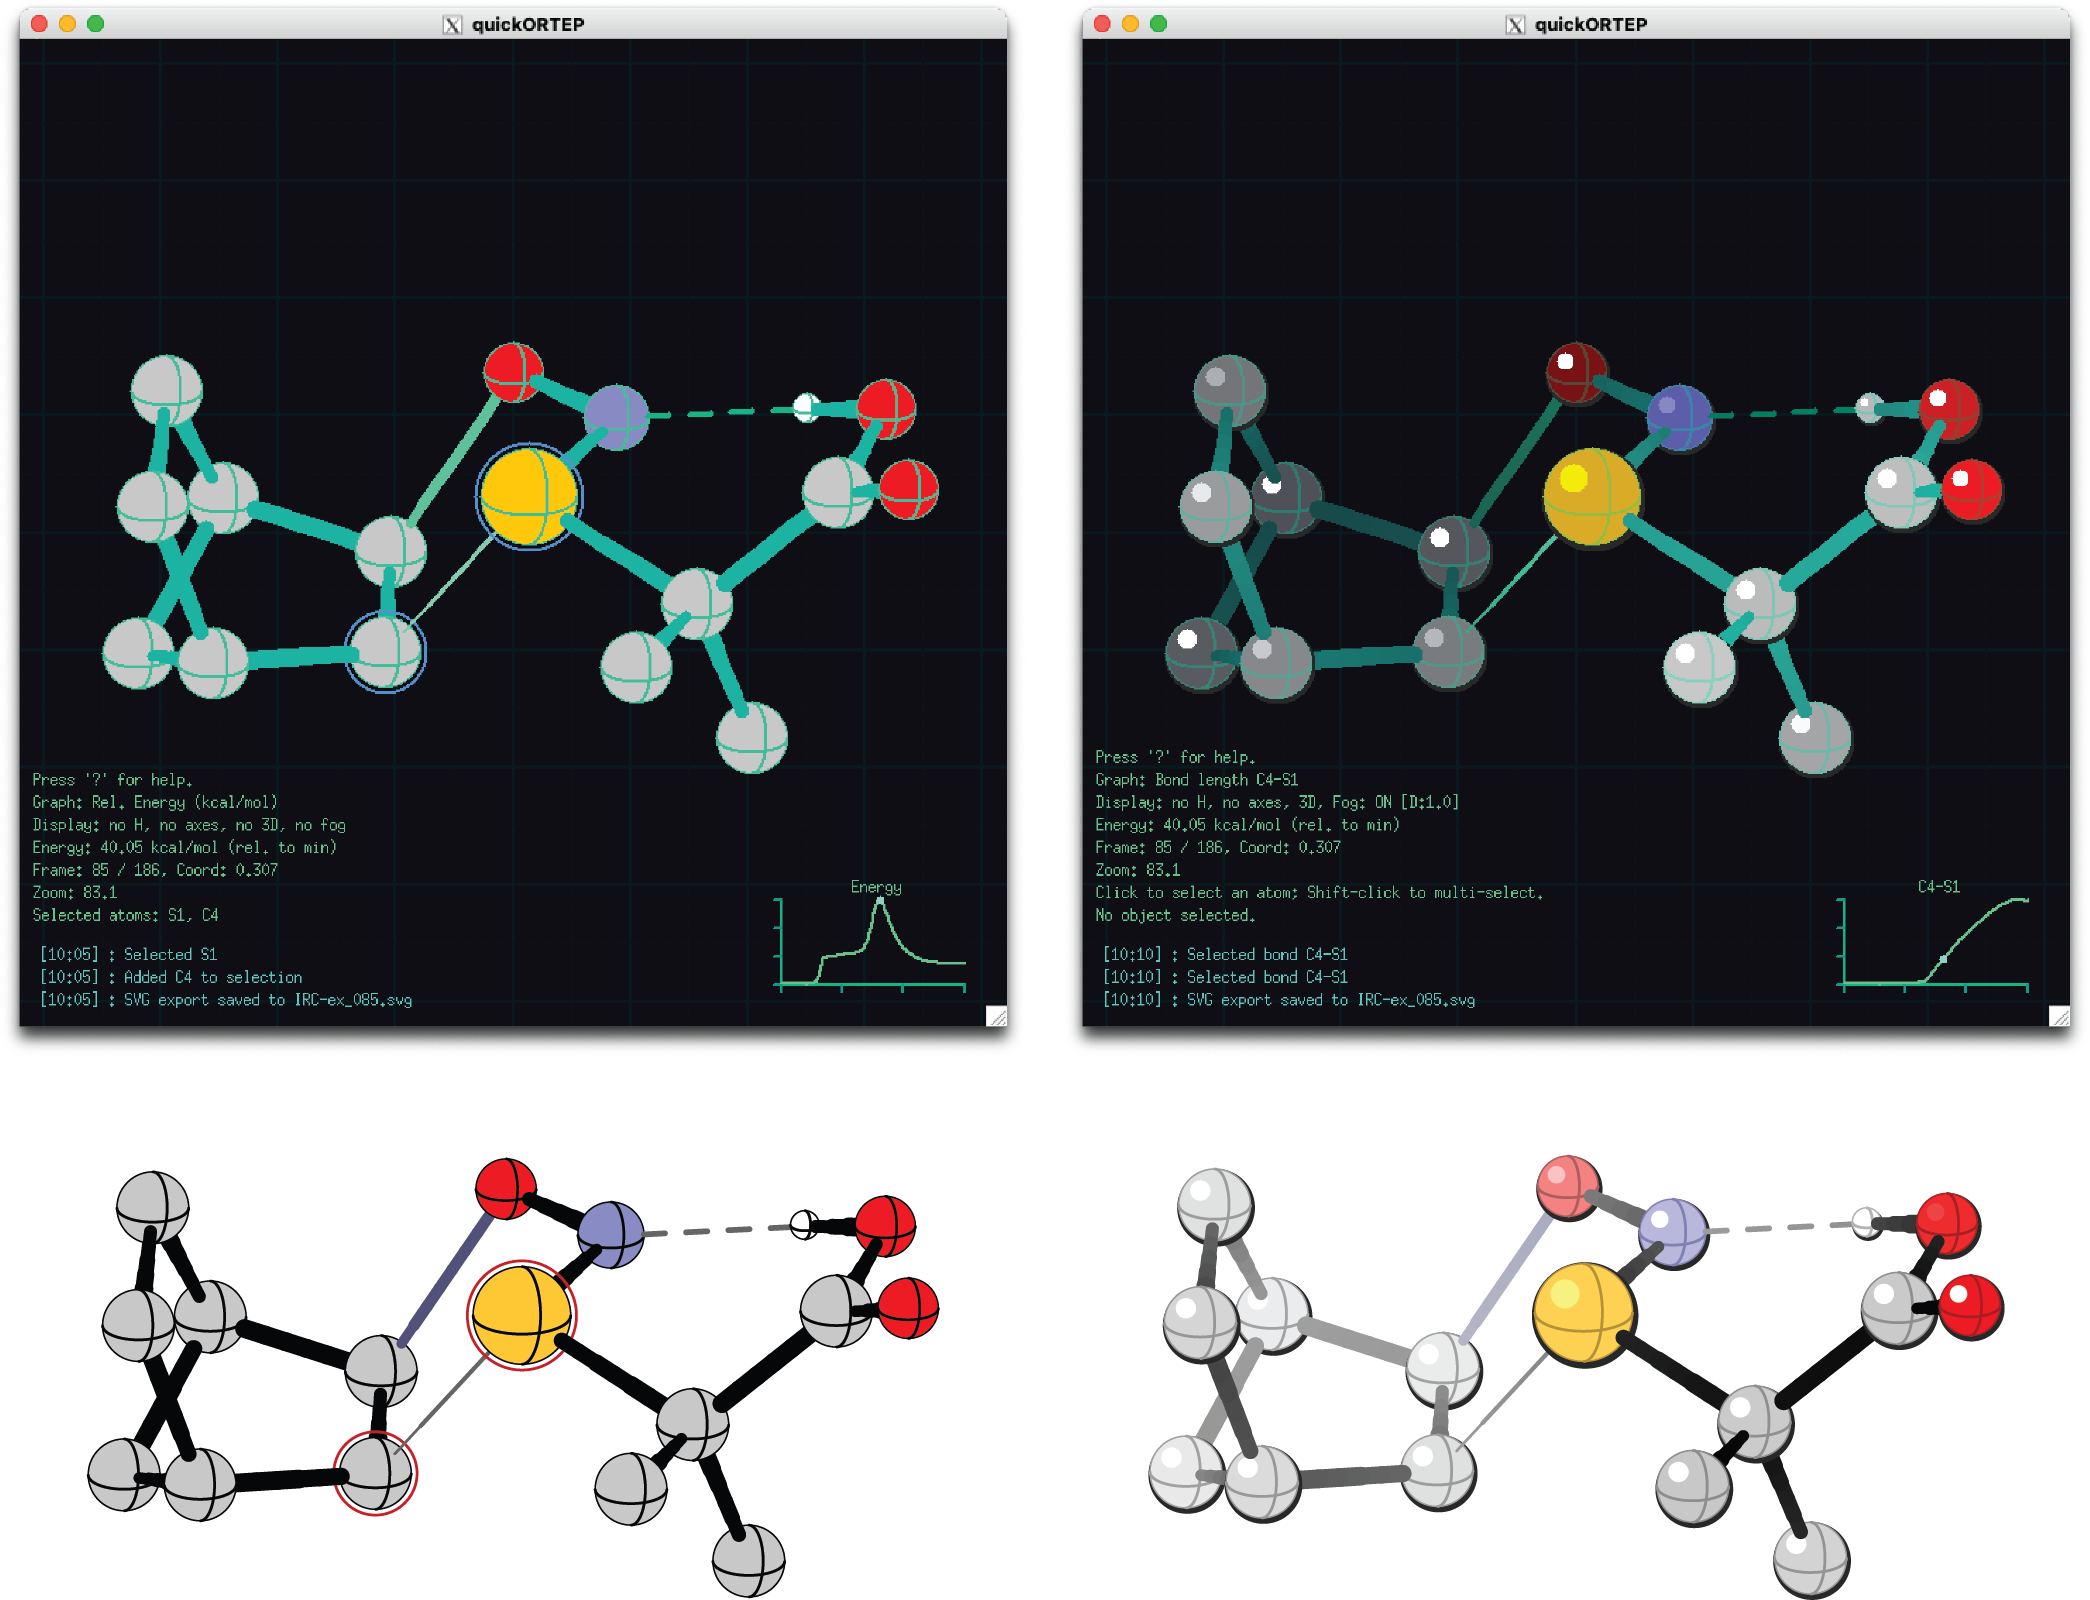 quickORTEP
Press '?' for help.
Graph: Rel. Energy (kcal/mol)
Display: no H, no axes, no 3D, no fog
Energy: 40.05 kcal/mol (rel. to min)
Frame: 85 / 186, Coord: 0.307
Zoom: 83.1
Selected atoms: S1, C4
[10:05] : Selected S1
[10:05] : Added C4 to selection
[10:05] : SVG export saved to IRC-ex_085.svg
Energy
quickORTEP
Press '?' for help.
Graph: Bond length C4-S1
Display: no H, no axes, 3D, Fog: ON [D:1.0]
Energy: 40.05 kcal/mol (rel. to min)
Frame: 85 / 186, Coord: 0.307
Zoom: 83.1
Click to select an atom; Shift-click to multi-select.
No object selected.
[10:10] : Selected bond C4-S1
[10:10] : Selected bond C4-S1
[10:10] : SVG export saved to IRC-ex_085.svg
C4-S1